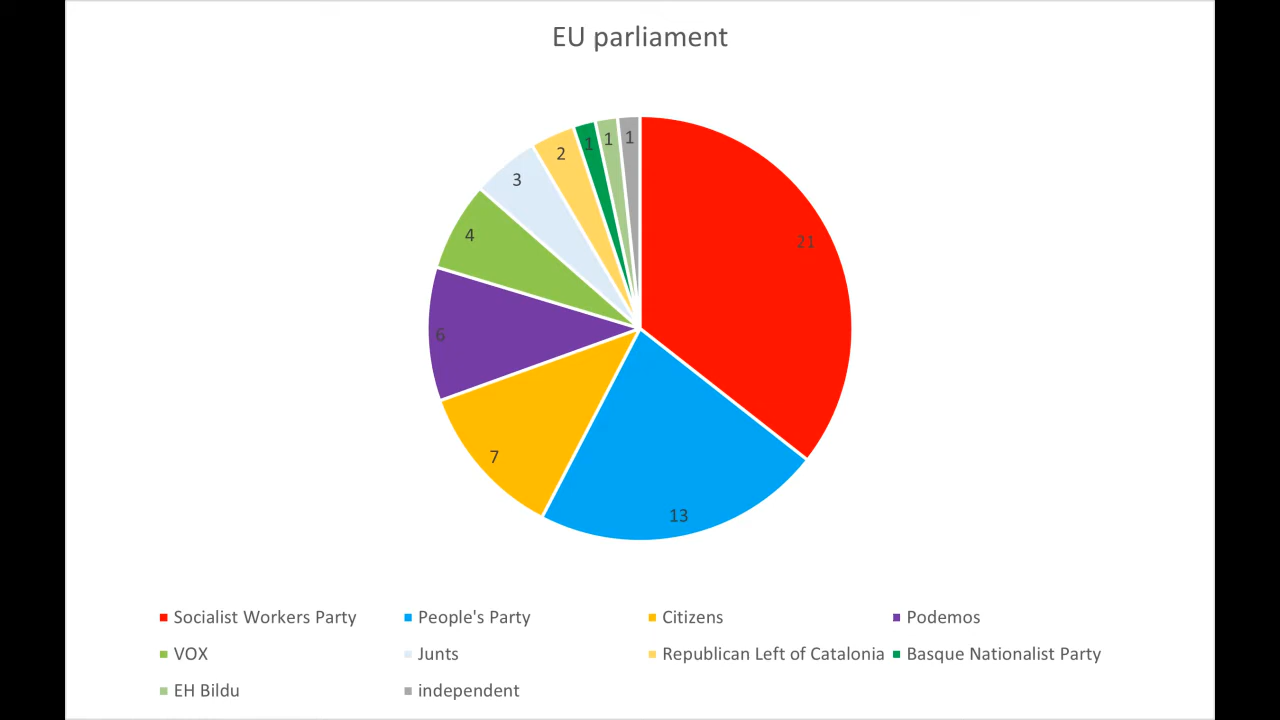 EU parliament
1
1
1
2
3
4
21
6
7
13
Socialist Workers Party
People's Party
Citizens
Podemos
VOX
Junts
Republican Left of Catalonia
Basque Nationalist Party
EH Bildu
independent